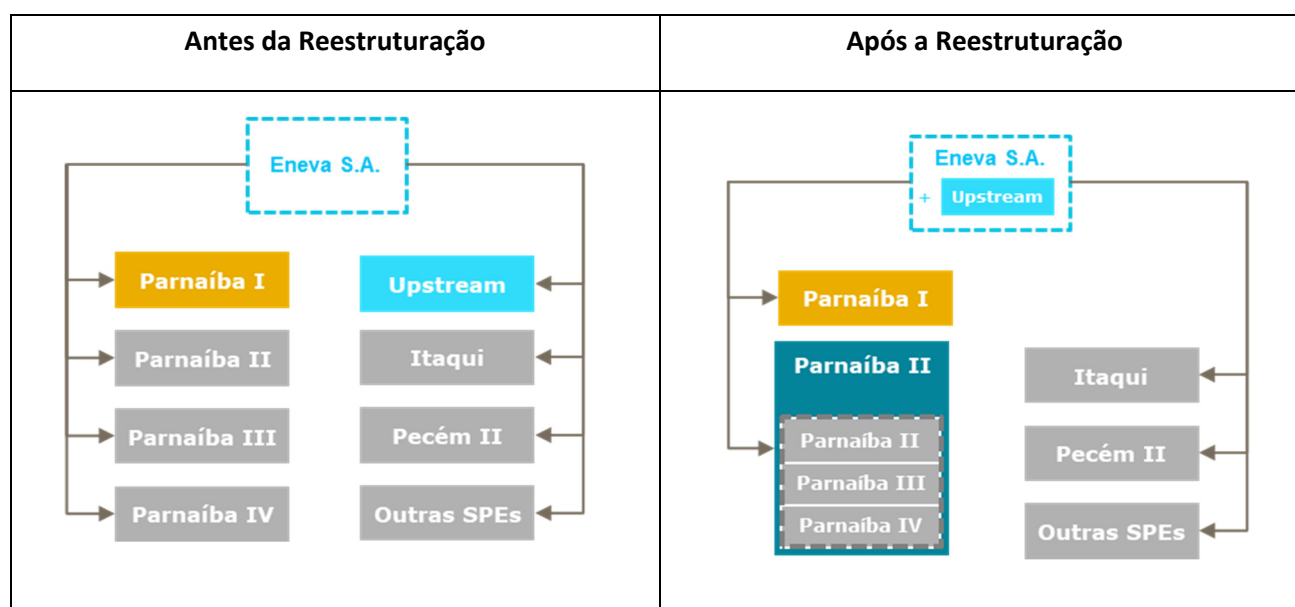 Antes da Reestruturação
Após a Reestruturação
Eneva S.A.
Parnaíba I
Upstream
Parnaíba II
Itaqui
Parnaíba III
Pecém II
Parnaíba IV
Outras SPEs
Eneva S.A.
+ Upstream
Parnaíba I
Parnaíba II
Parnaíba II
Parnaíba III
Parnaíba IV
Itaqui
Pecém II
Outras SPEs